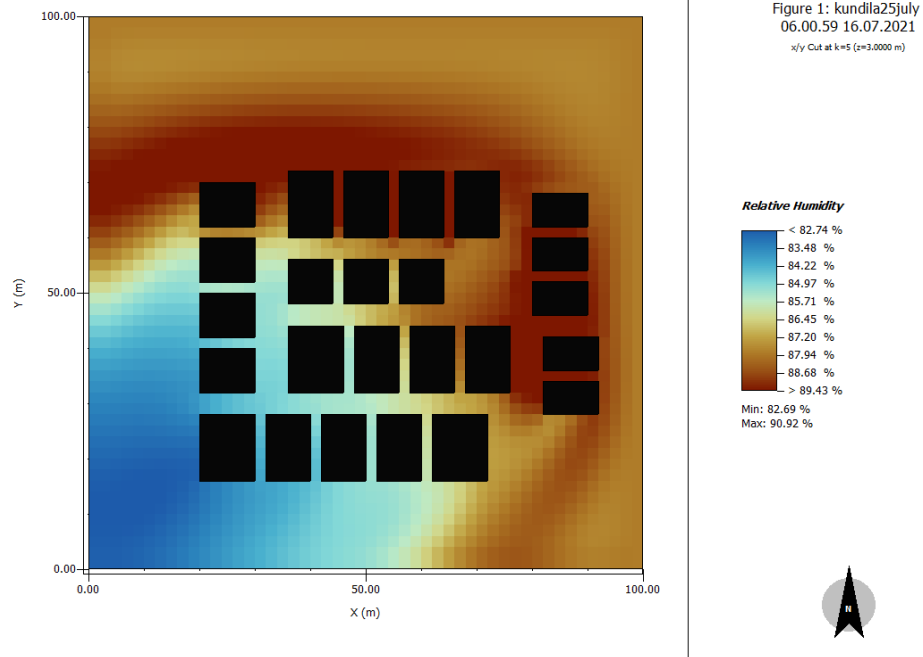 Figure 1: kundila25july
06.00.59 16.07.2021
x/y Cut at k=5 (z=3.0000 m)
100.00
50.00
0.00
Y (m)
0.00
50.00
100.00
X (m)
Relative Humidity
< 82.74 %
83.48 %
84.22 %
84.97 %
85.71 %
86.45 %
87.20 %
87.94 %
88.68 %
> 89.43 %
Min: 82.69 %
Max: 90.92 %
N